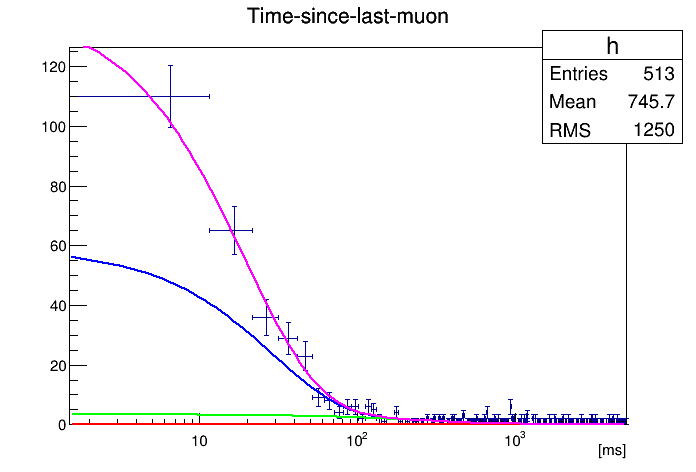 Time-since-last-muon
h
Entries 513
Mean 745.7
RMS 1250
120
100
80
60
40
20
0
10 10² 10³
[ms]